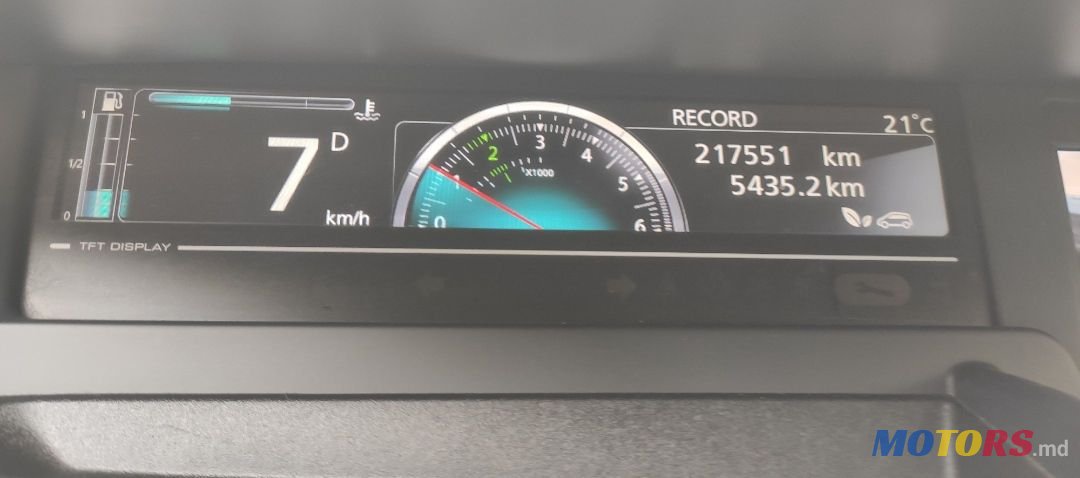 1
1/2
0
7 D
km/h
0 1 2 3 4 5 6
X1000
RECORD
21°C
217551 km
5435.2 km
TFT DISPLAY
MOTORS.md